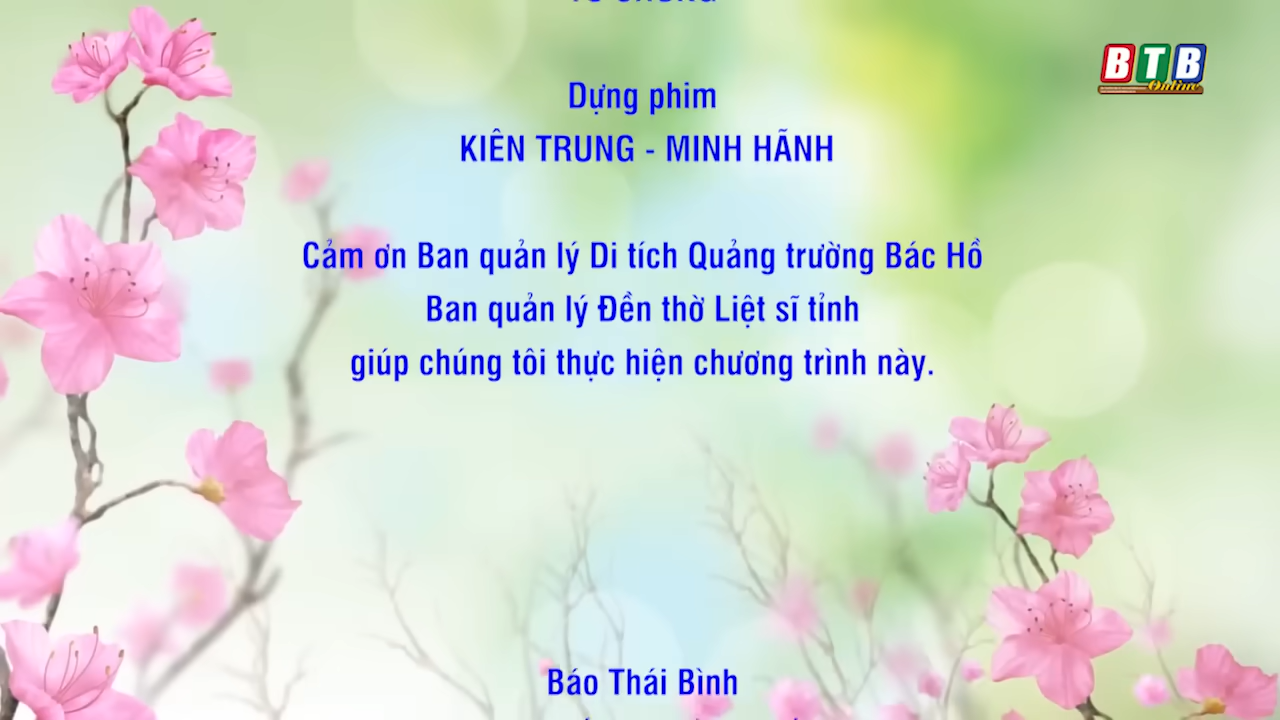 BTB
Online
Dựng phim
KIÊN TRUNG - MINH HÃNH
Cảm ơn Ban quản lý Di tích Quảng trường Bác Hồ
Ban quản lý Đền thờ Liệt sĩ tỉnh
giúp chúng tôi thực hiện chương trình này.
Báo Thái Bình